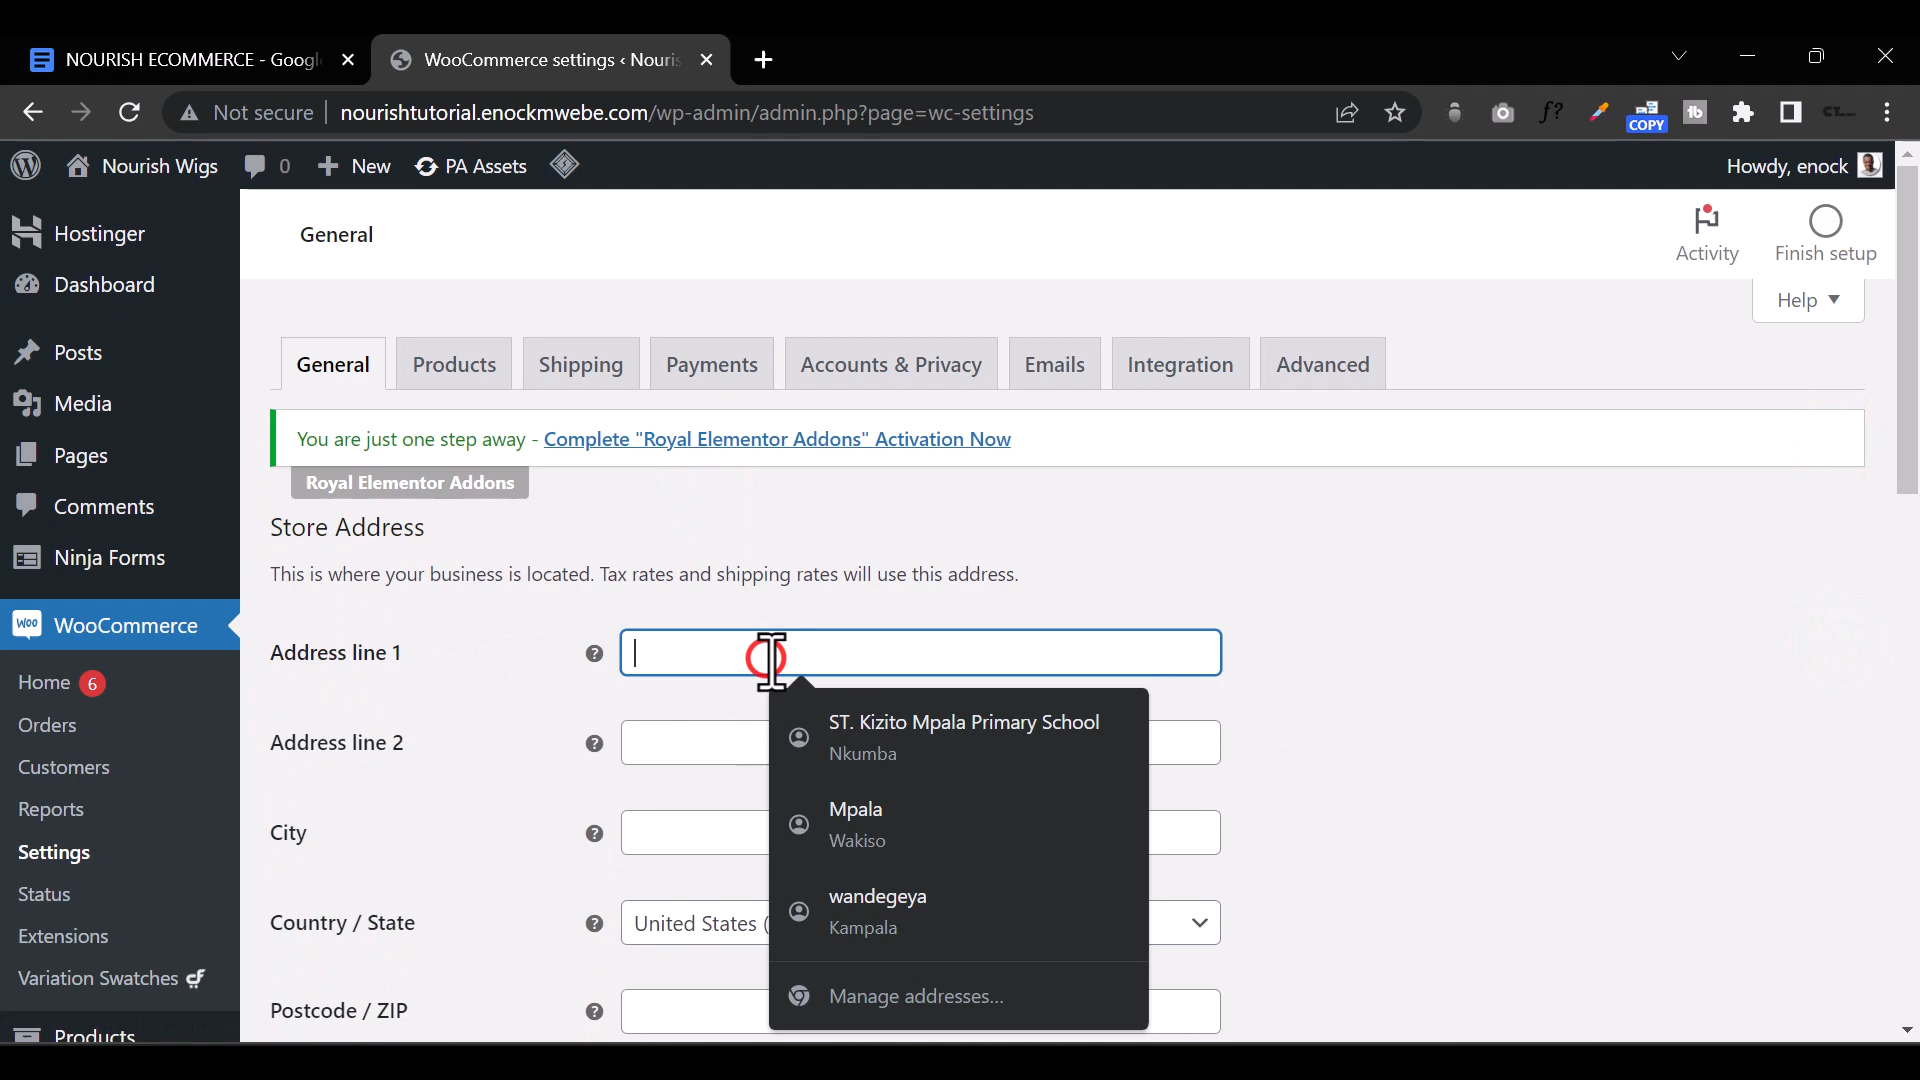 NOURISH ECOMMERCE - Googl
WooCommerce settings ‹ Nouris
Not secure
nourishtutorial.enockmwebe.com/wp-admin/admin.php?page=wc-settings
f?
COPY
tb
Nourish Wigs
0
New
PA Assets
Howdy, enock
Hostinger
Dashboard
Posts
Media
Pages
Comments
Ninja Forms
Woo
WooCommerce
Home 6
Orders
Customers
Reports
Settings
Status
Extensions
Variation Swatches
Products
General
Activity
Finish setup
Help
General
Products
Shipping
Payments
Accounts & Privacy
Emails
Integration
Advanced
You are just one step away - Complete "Royal Elementor Addons" Activation Now
Royal Elementor Addons
Store Address
This is where your business is located. Tax rates and shipping rates will use this address.
Address line 1
?
Address line 2
?
City
?
Country / State
?
United States (
Postcode / ZIP
?
ST. Kizito Mpala Primary School
Nkumba
Mpala
Wakiso
wandegeya
Kampala
Manage addresses...